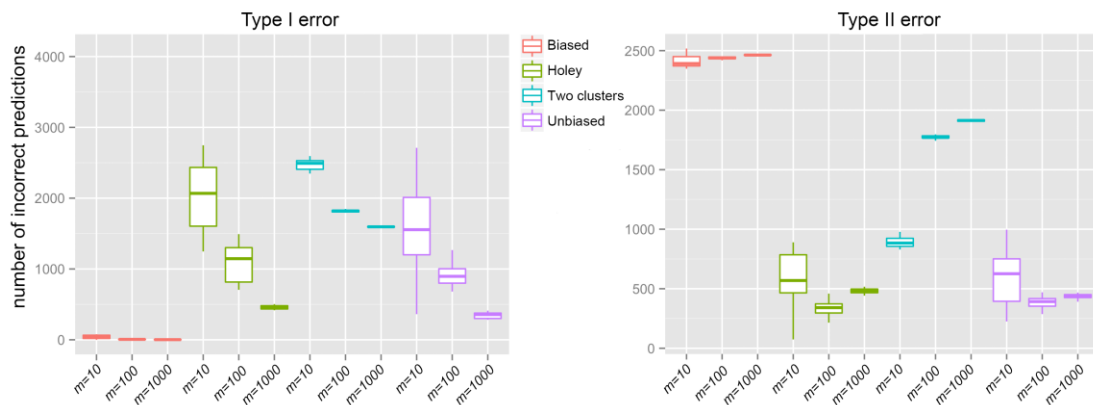 Type I error
Type II error
number of incorrect predictions
4000
3000
2000
1000
0
Biased
Holey
Two clusters
Unbiased
2500
2000
1500
1000
500
0
m=10
m=100
m=1000
m=10
m=100
m=1000
m=10
m=100
m=1000
m=10
m=100
m=1000
m=10
m=100
m=1000
m=10
m=100
m=1000
m=10
m=100
m=1000
m=10
m=100
m=1000